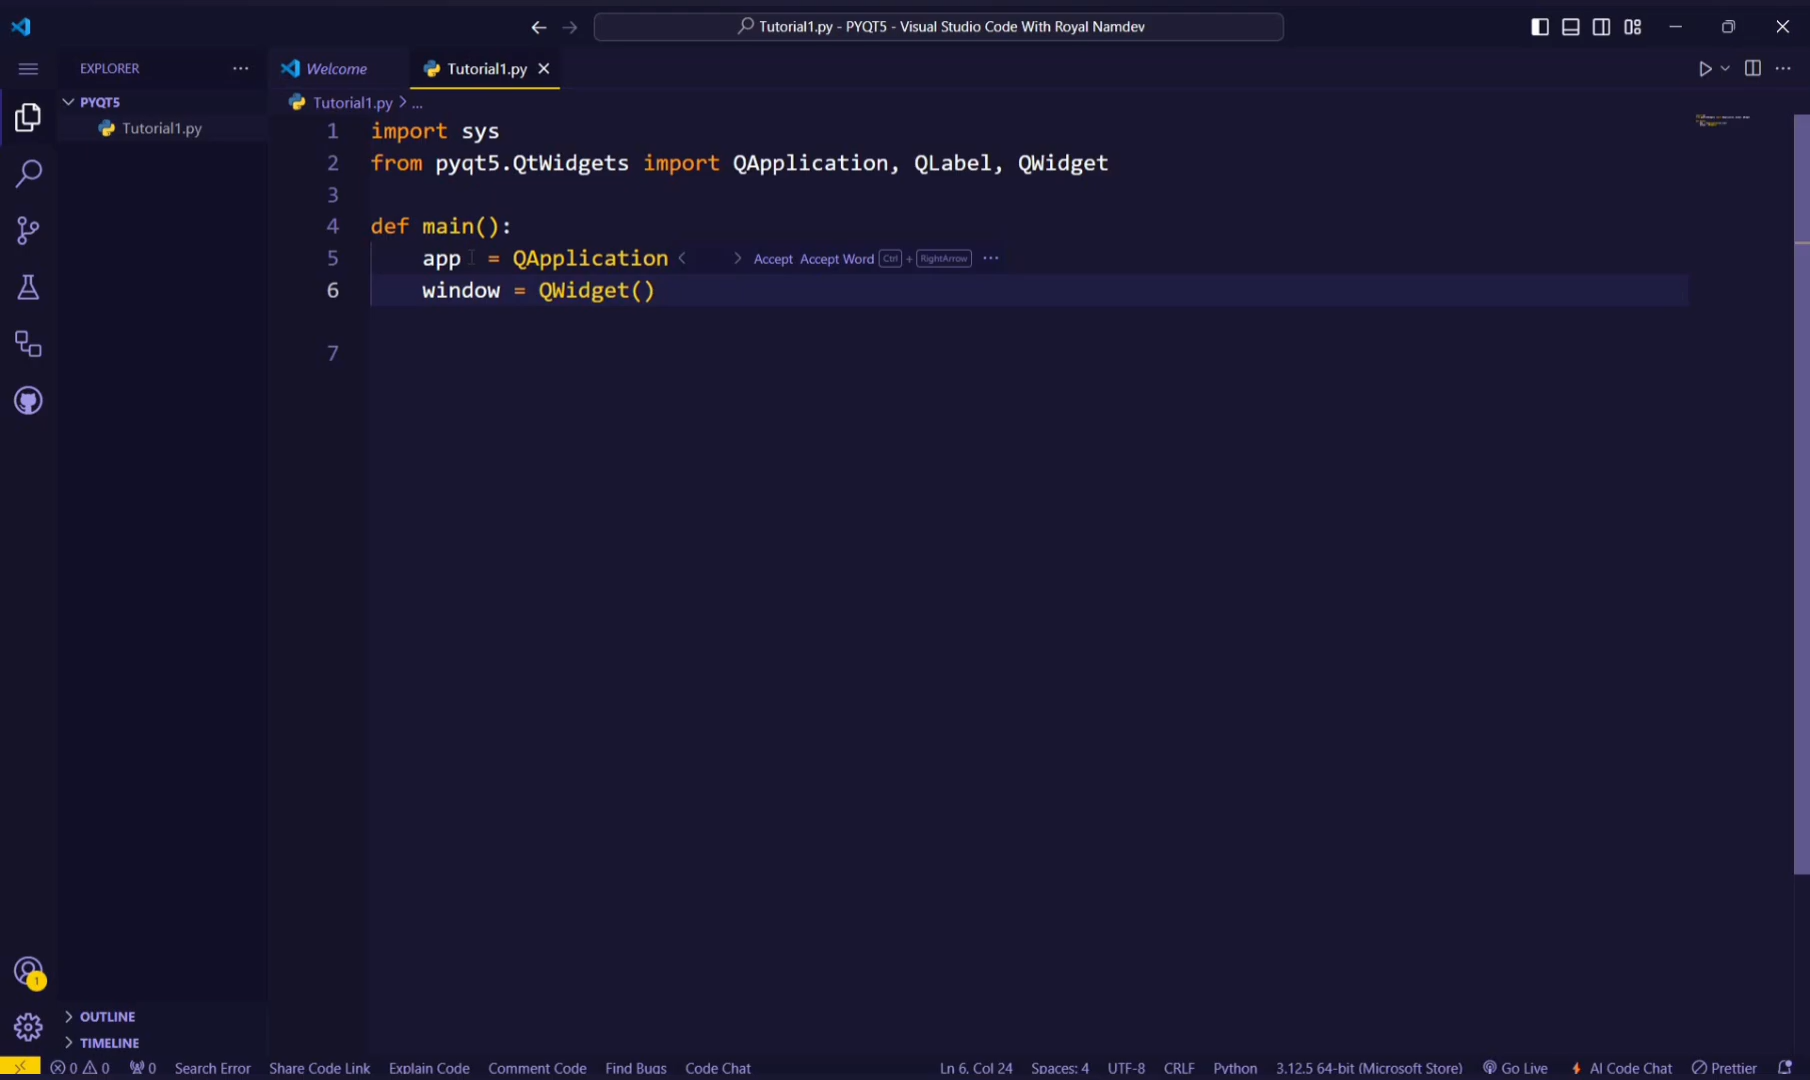 Tutorial1.py - PYQT5 - Visual Studio Code With Royal Namdev
EXPLORER
Welcome
Tutorial1.py
PYQT5
Tutorial1.py
Tutorial1.py > ...
1 import sys
2 from pyqt5.QtWidgets import QApplication, QLabel, QWidget
3
4 def main():
5 app = QApplication < > Accept Accept Word Ctrl + RightArrow ...
6 window = QWidget()
7
1
OUTLINE
TIMELINE
0 0 0 Search Error Share Code Link Explain Code Comment Code Find Bugs Code Chat Ln 6, Col 24 Spaces: 4 UTF-8 CRLF Python 3.12.5 64-bit (Microsoft Store) Go Live AI Code Chat Prettier